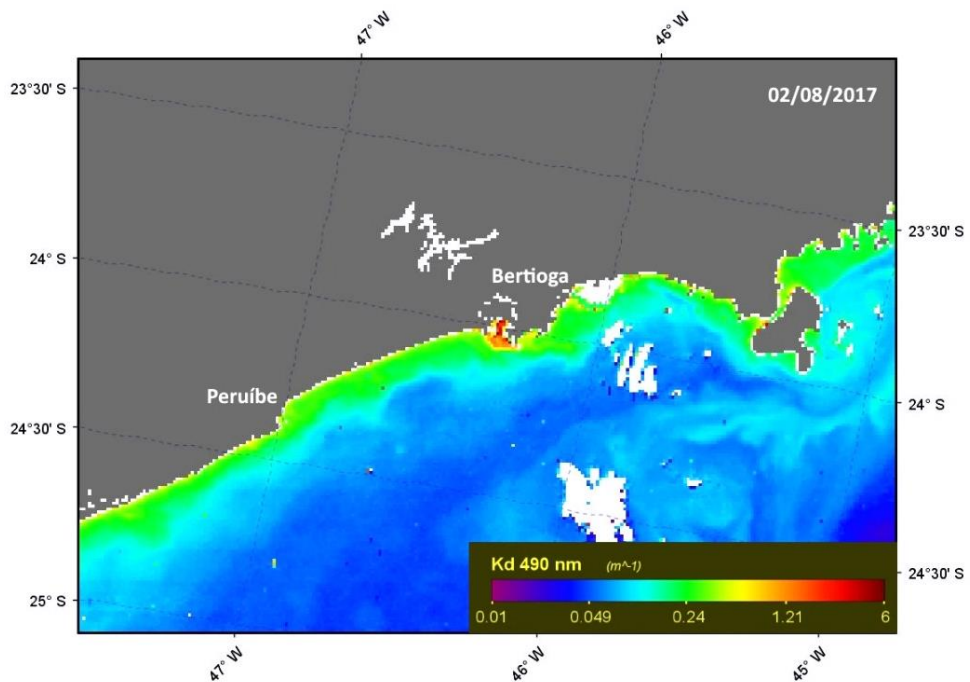 47° W
46° W
23°30' S
02/08/2017
23°30' S
24° S
Bertioga
Peruíbe
24° S
24°30' S
Kd 490 nm (m^-1)
24°30' S
25° S
0.01 0.049 0.24 1.21 6
47° W
46° W
45° W